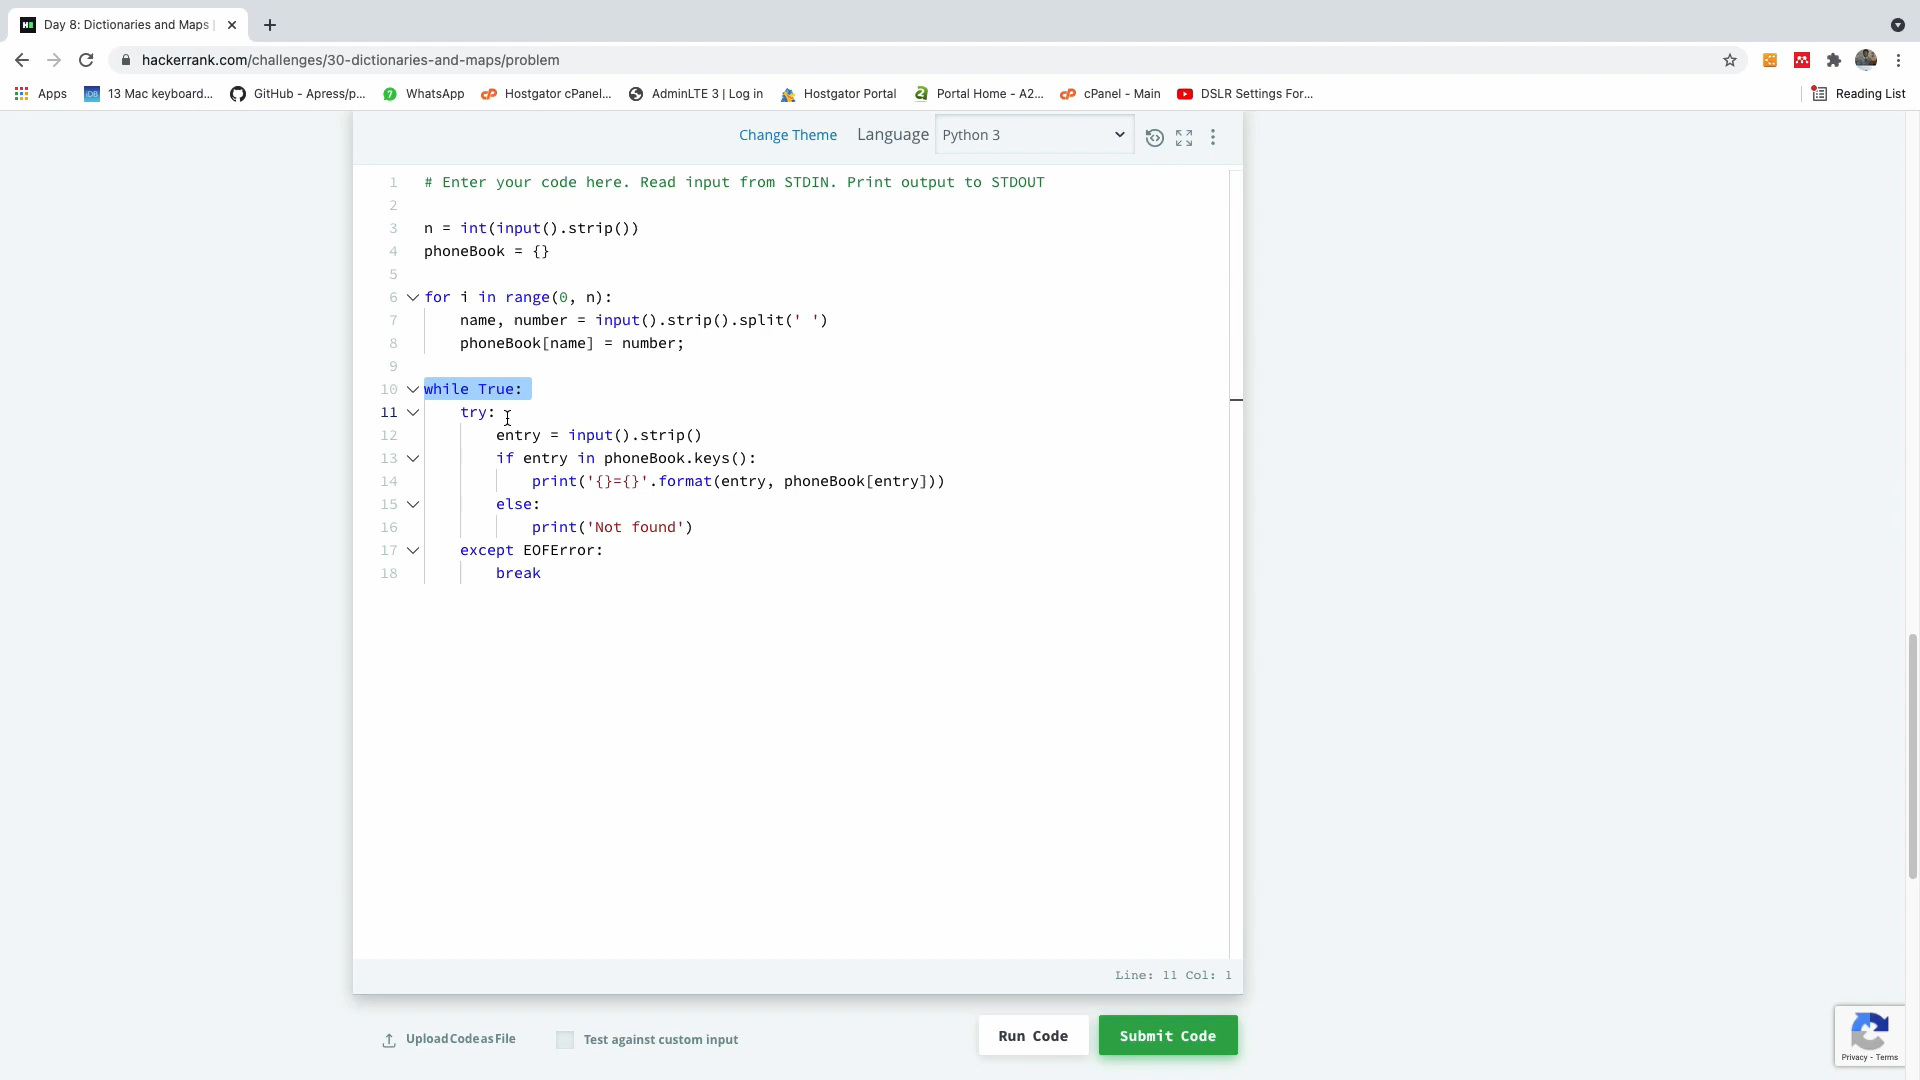 Day 8: Dictionaries and Maps |
hackerrank.com/challenges/30-dictionaries-and-maps/problem
Apps 13 Mac keyboard... GitHub - Apress/p... WhatsApp Hostgator cPanel... AdminLTE 3 | Log in Hostgator Portal Portal Home - A2... cPanel - Main DSLR Settings For... Reading List
Change Theme Language Python 3
1 # Enter your code here. Read input from STDIN. Print output to STDOUT
2
3 n = int(input().strip())
4 phoneBook = {}
5
6 for i in range(0, n):
7 name, number = input().strip().split(' ')
8 phoneBook[name] = number;
9
10 while True:
11 try:
12 entry = input().strip()
13 if entry in phoneBook.keys():
14 print('{}={}'.format(entry, phoneBook[entry]))
15 else:
16 print('Not found')
17 except EOFError:
18 break
Line: 11 Col: 1
Upload Code as File Test against custom input Run Code Submit Code
Privacy - Terms